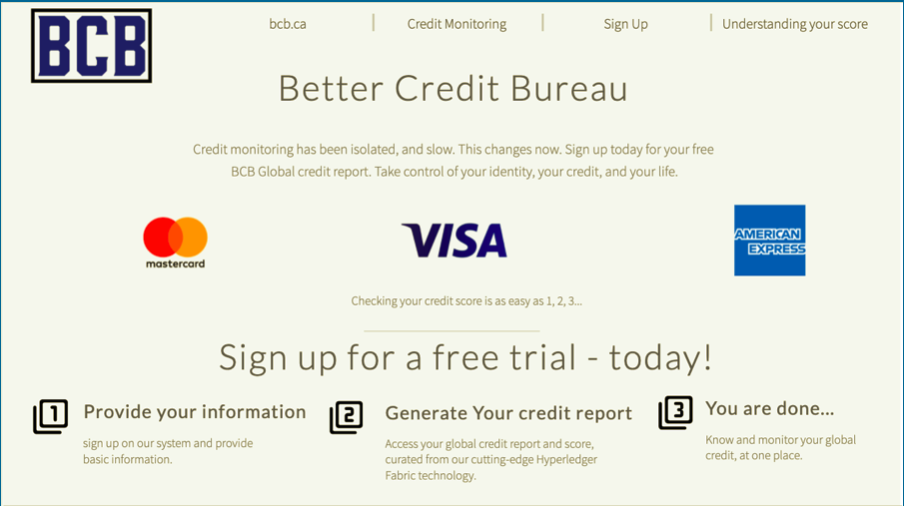 BCB
bcb.ca
Credit Monitoring
Sign Up
Understanding your score
Better Credit Bureau
Credit monitoring has been isolated, and slow. This changes now. Sign up today for your free
BCB Global credit report. Take control of your identity, your credit, and your life.
mastercard
VISA
AMERICAN
EXPRESS
Checking your credit score is as easy as 1, 2, 3...
Sign up for a free trial - today!
1
Provide your information
sign up on our system and provide
basic information.
2
Generate Your credit report
Access your global credit report and score,
curated from our cutting-edge Hyperledger
Fabric technology.
3
You are done...
Know and monitor your global
credit, at one place.